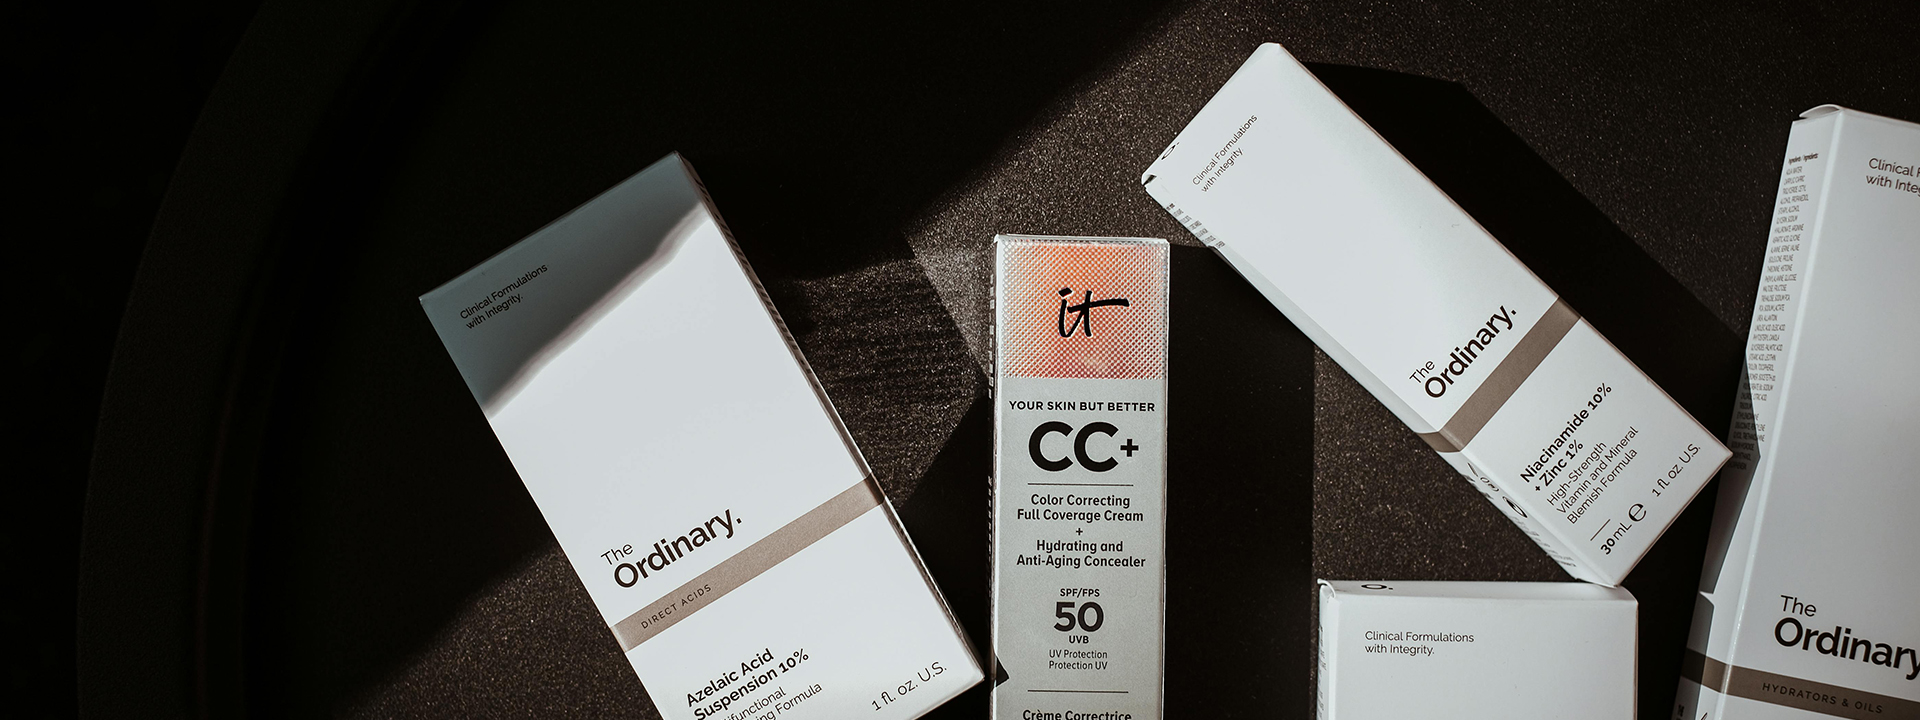 Clinical Formulations
with Integrity.
The
Ordinary.
DIRECT ACIDS
Azelaic Acid
Suspension 10%
1 fl. oz. U.S.
it
YOUR SKIN BUT BETTER
CC+
Color Correcting
Full Coverage Cream
+
Hydrating and
Anti-Aging Concealer
SPF/FPS
50
UVB
UV Protection
Protection UV
Crème Correctrice
Clinical Formulations
with Integrity.
The
Ordinary.
Niacinamide 10%
+ Zinc 1%
High-Strength
Vitamin and Mineral
Blemish Formula
30 mL ℮ 1 fl. oz. U.S.
Clinical Formulations
with Integrity.
Clinical
with
The
Ordinary
HYDRATORS & OILS